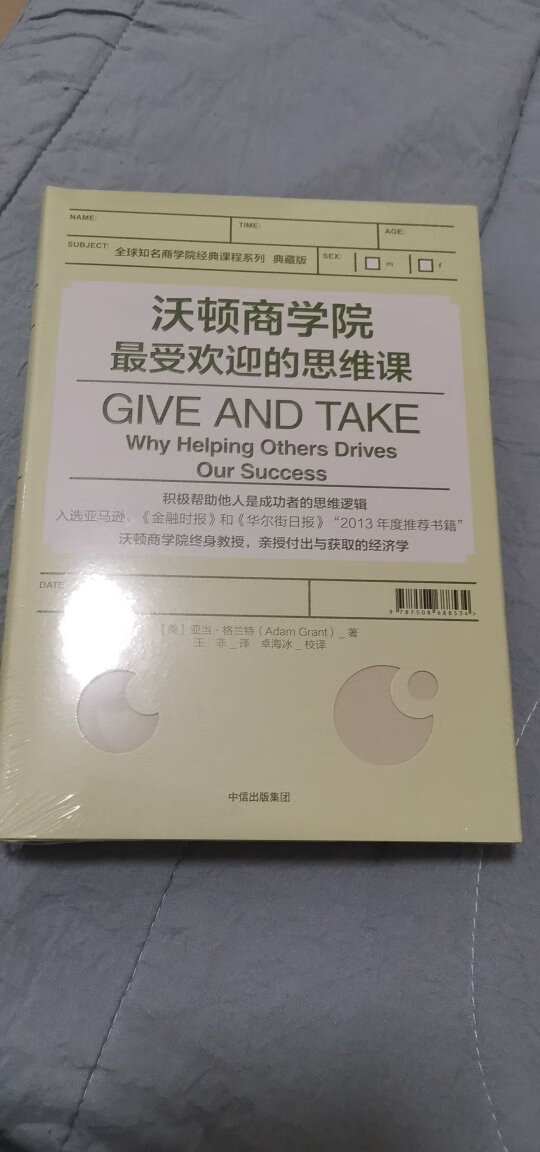 NAME:
TIME:
AGE:
SUBJECT: 全球知名商学院经典课程系列 典藏版
SEX:
m
f
沃顿商学院
最受欢迎的思维课
GIVE AND TAKE
Why Helping Others Drives
Our Success
积极帮助他人是成功者的思维逻辑
入选亚马逊、《金融时报》和《华尔街日报》“2013 年度推荐书籍”
沃顿商学院终身教授，亲授付出与获取的经济学
DATE
9 787508 688534 >
［美］亚当·格兰特（Adam Grant）_ 著
王 非 _ 译 卓海冰 _ 校译
中信出版集团